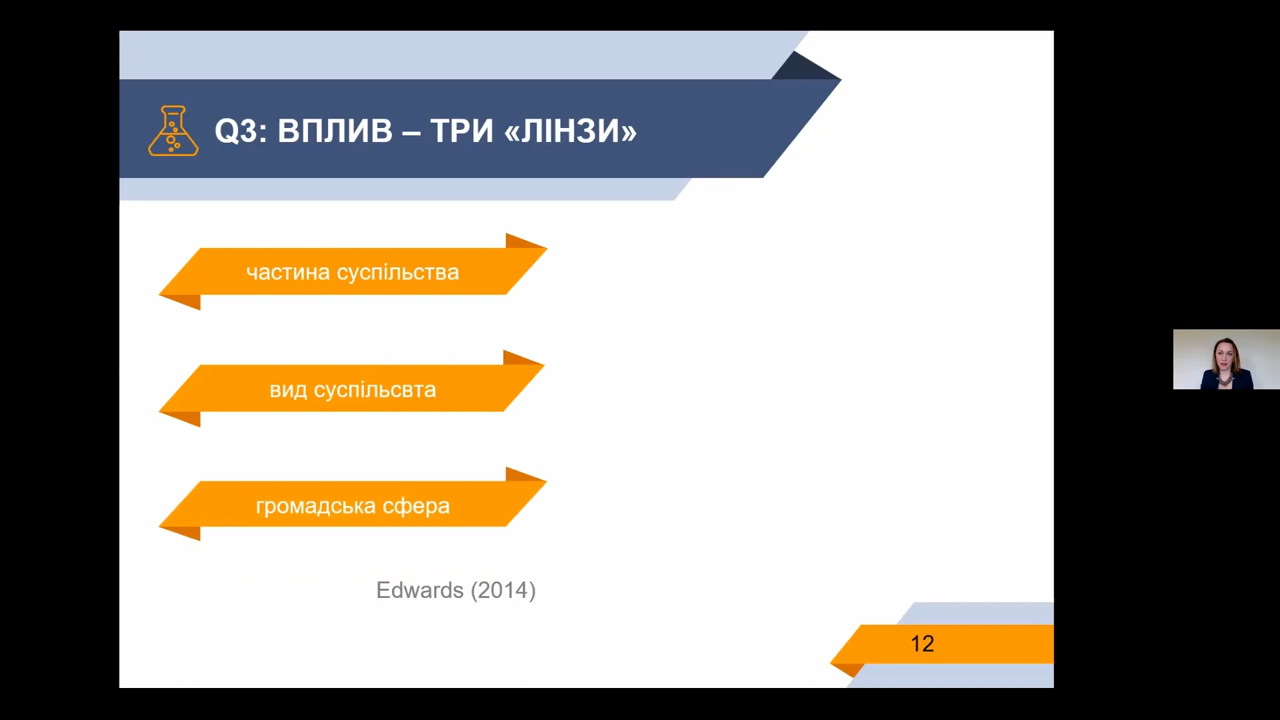 Q3: ВПЛИВ – ТРИ «ЛІНЗИ»
частина суспільства
вид суспільсвта
громадська сфера
Edwards (2014)
12